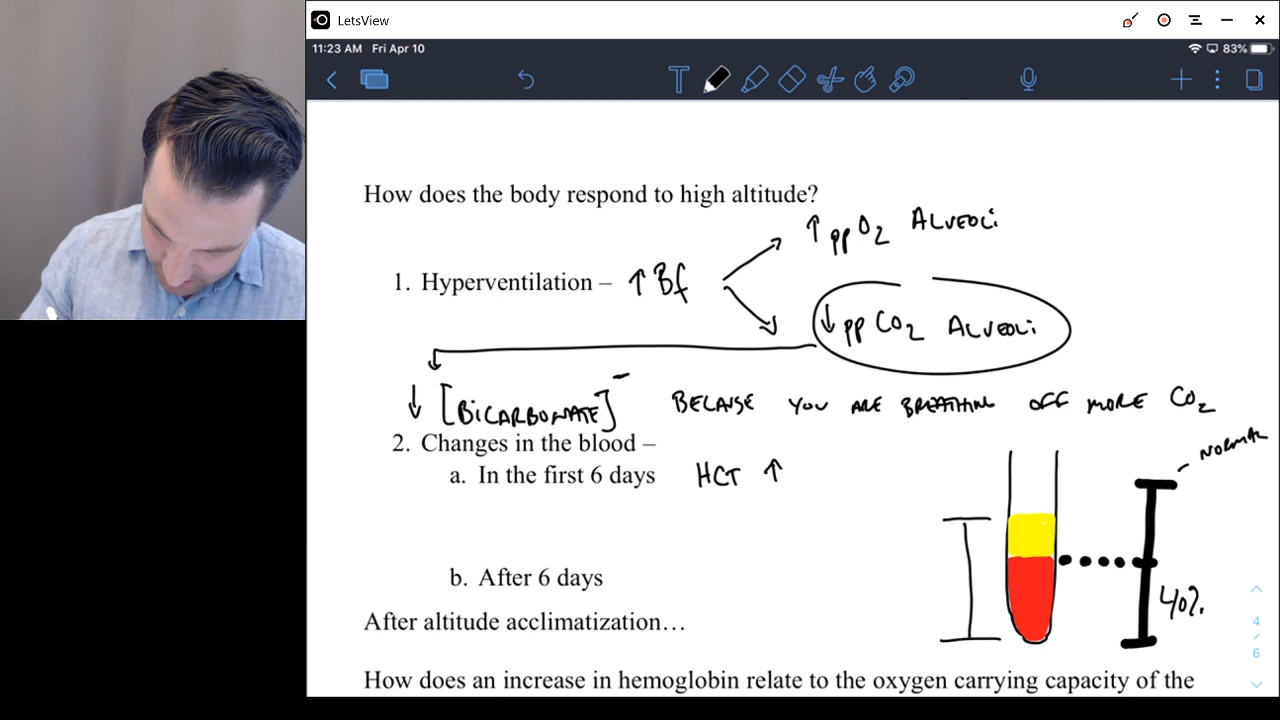 LetsView
11:23 AM Fri Apr 10
83%
T
How does the body respond to high altitude?
↑ ppO2 ALVEOLi
1. Hyperventilation – ↑ Bf
↓ ppCO2 ALVEOLi
↓ [BiCARBONATE]⁻ BECAUSE YOU ARE BREATHING OFF MORE CO2
2. Changes in the blood –
NORMAL
a. In the first 6 days HCT ↑
b. After 6 days
40%
After altitude acclimatization…
4
/
6
How does an increase in hemoglobin relate to the oxygen carrying capacity of the